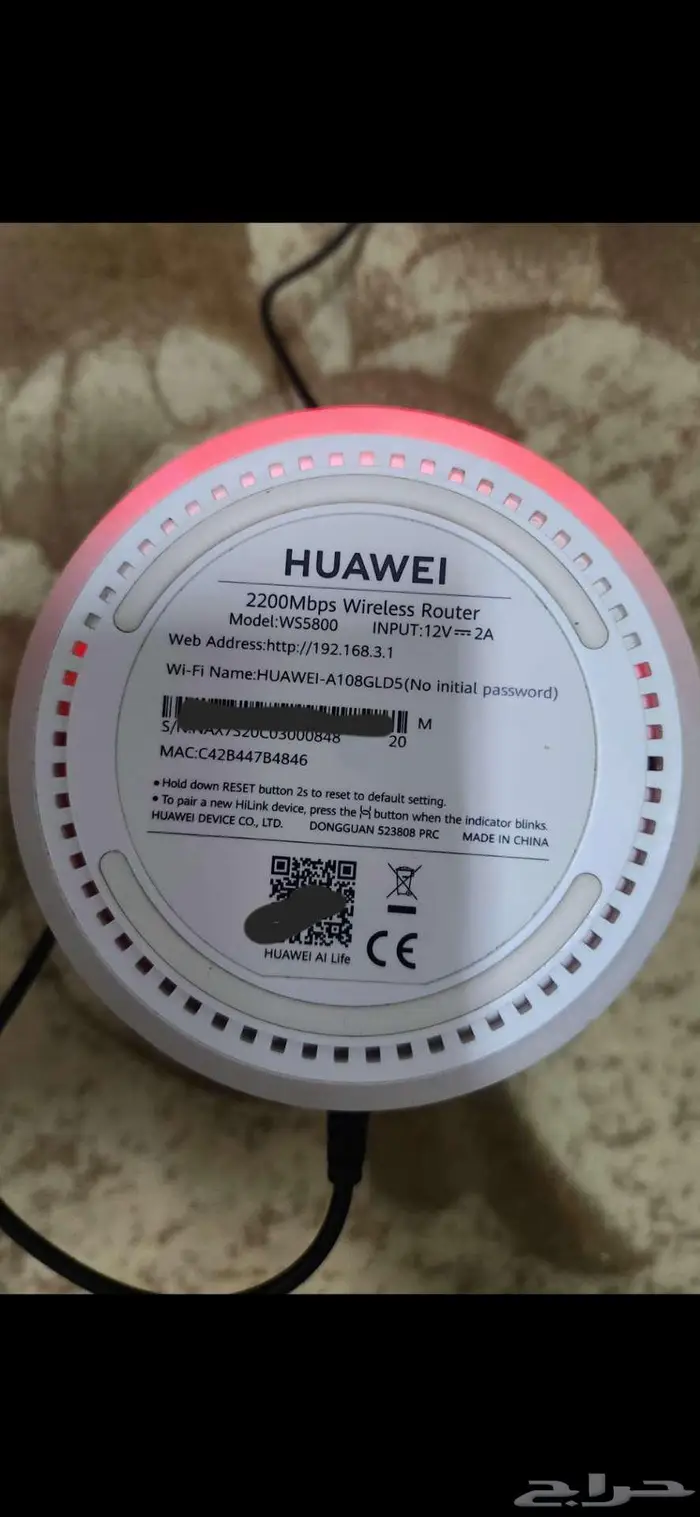 HUAWEI
2200Mbps Wireless Router
Model:WS5800 INPUT:12V⎓2A
Web Address:http://192.168.3.1
Wi-Fi Name:HUAWEI-A108GLD5(No initial password)
M
20
MAC:C42B447B4846
• Hold down RESET button 2s to reset to default setting.
• To pair a new HiLink device, press the button when the indicator blinks.
HUAWEI DEVICE CO., LTD. DONGGUAN 523808 PRC MADE IN CHINA
HUAWEI AI Life
CE
حراج